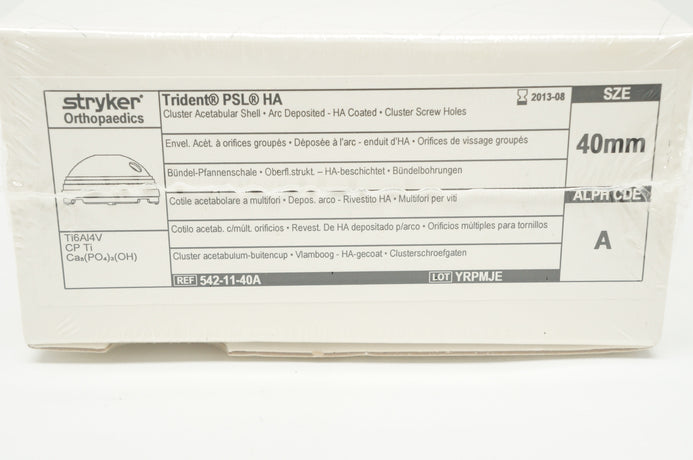 stryker®
Orthopaedics
Trident® PSL® HA
2013-08
Cluster Acetabular Shell • Arc Deposited - HA Coated • Cluster Screw Holes
Envel. Acét. à orifices groupés • Déposée à l'arc - enduit d'HA • Orifices de vissage groupés
Bündel-Pfannenschale • Oberfl.strukt. – HA-beschichtet • Bündelbohrungen
Cotile acetabolare a multifori • Depos. arco - Rivestito HA • Multifori per viti
Cotilo acetab. c/múlt. orificios • Revest. De HA depositado p/arco • Orificios múltiples para tornillos
Cluster acetabulum-buitencup • Vlamboog - HA-gecoat • Clusterschroefgaten
REF 542-11-40A
LOT YRPMJE
SZE
40mm
ALPH CDE
A
Ti6Al4V
CP Ti
Ca₅(PO₄)₃(OH)